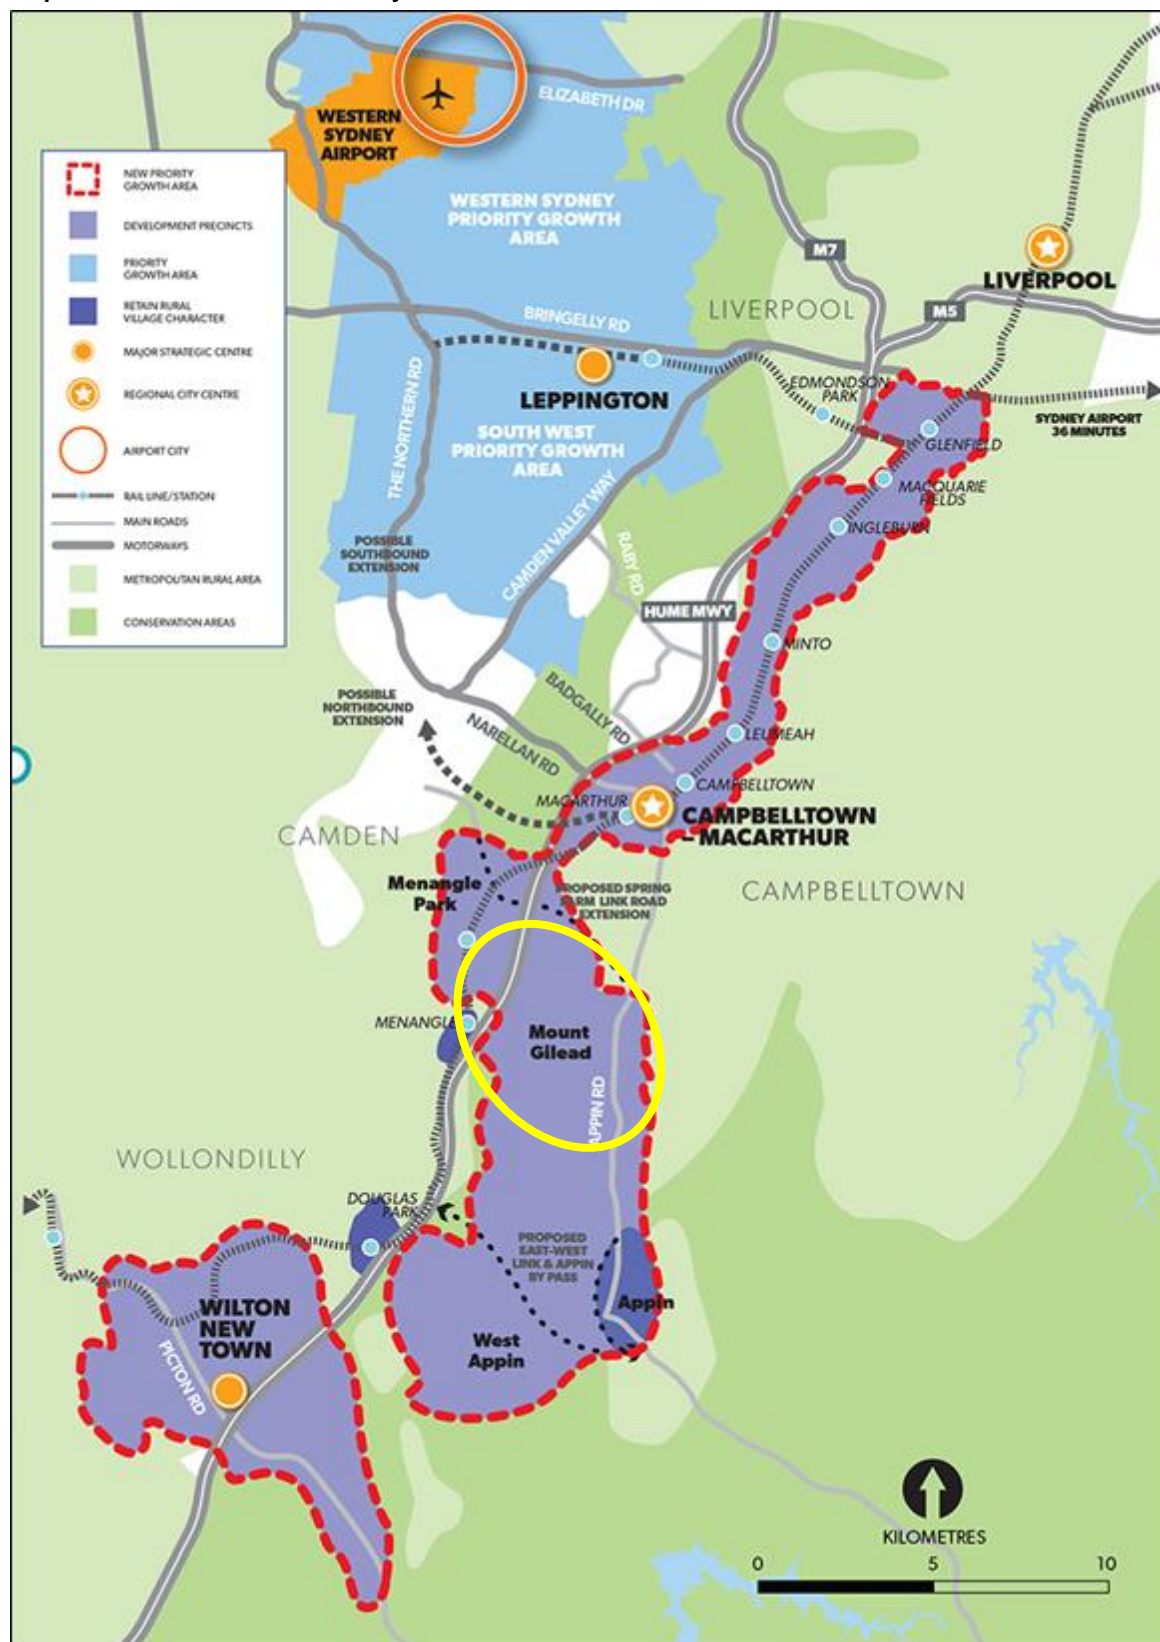 ELIZABETH DR
WESTERN
SYDNEY
AIRPORT
NEW PRIORITY
GROWTH AREA
DEVELOPMENT PRECINCTS
PRIORITY
GROWTH AREA
RETAIN RURAL
VILLAGE CHARACTER
MAJOR STRATEGIC CENTRE
REGIONAL CITY CENTRE
AIRPORT CITY
RAIL LINE/STATION
MAIN ROADS
MOTORWAYS
METROPOUTAN RURAL AREA
CONSERVATION AREAS
WESTERN SYDNEY
PRIORITY GROWTH
AREA
M7
LIVERPOOL
LIVERPOOL
M5
BRINGELLY RD
THE NORTHERN RD
LEPPINGTON
EDMONDSON
PARK
SYDNEY AIRPORT
36 MINUTES
SOUTH WEST
PRIORITY GROWTH
AREA
GLENFIELD
MACQUARIE
FIELDS
INGLEBURN
CAMDEN VALLEY WAY
RABY RD
POSSIBLE
SOUTHBOUND
EXTENSION
HUME MWY
MINTO
POSSIBLE
NORTHBOUND
EXTENSION
BADGALLY RD
NARELLAN RD
LEUMEAH
CAMPBELLTOWN
MACARTHUR
CAMPBELLTOWN
– MACARTHUR
CAMDEN
Menangle
Park
PROPOSED SPRING
FARM LINK ROAD
EXTENSION
CAMPBELLTOWN
MENANGLE
Mount
Gilead
APPIN RD
WOLLONDILLY
DOUGLAS
PARK
PROPOSED
EAST-WEST
LINK & APPIN
BY PASS
Appin
WILTON
NEW
TOWN
West
Appin
PICTON RD
KILOMETRES
0 5 10